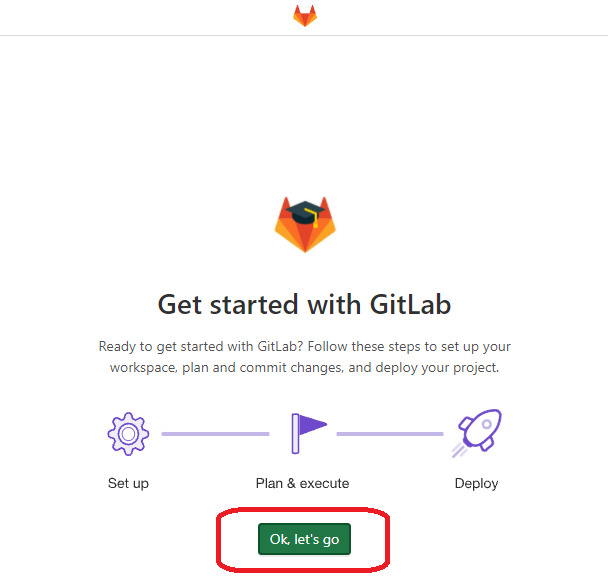 Get started with GitLab
Ready to get started with GitLab? Follow these steps to set up your
workspace, plan and commit changes, and deploy your project.
Set up
Plan & execute
Deploy
Ok, let's go